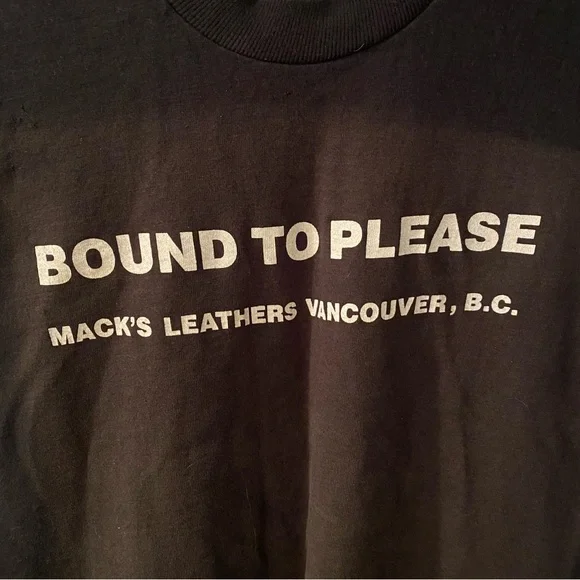 BOUND TO PLEASE
MACK'S LEATHERS VANCOUVER, B.C.